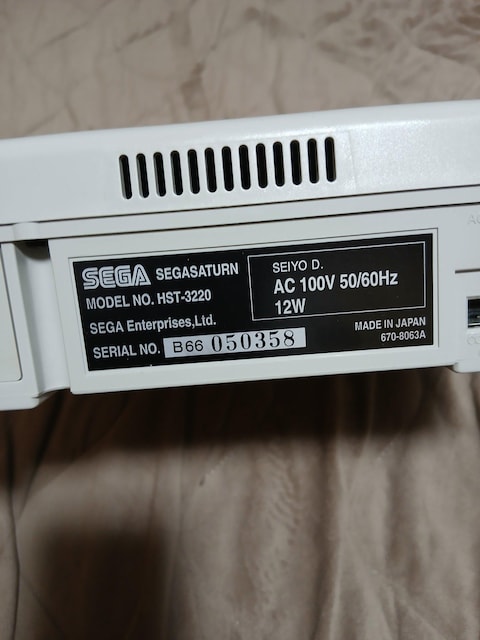 SEGA SEGASATURN
MODEL NO. HST-3220
SEGA Enterprises,Ltd.
SERIAL NO. B66 050358
SEIYO D.
AC 100V 50/60Hz
12W
MADE IN JAPAN
670-8063A